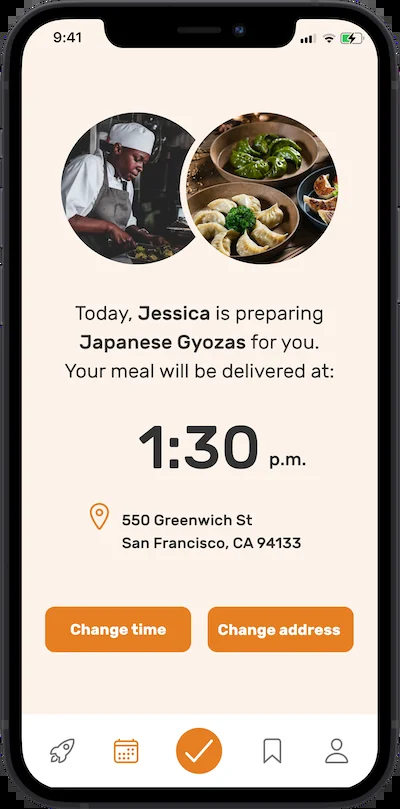 9:41
Today, Jessica is preparing
Japanese Gyozas for you.
Your meal will be delivered at:
1:30 p.m.
550 Greenwich St
San Francisco, CA 94133
Change time
Change address